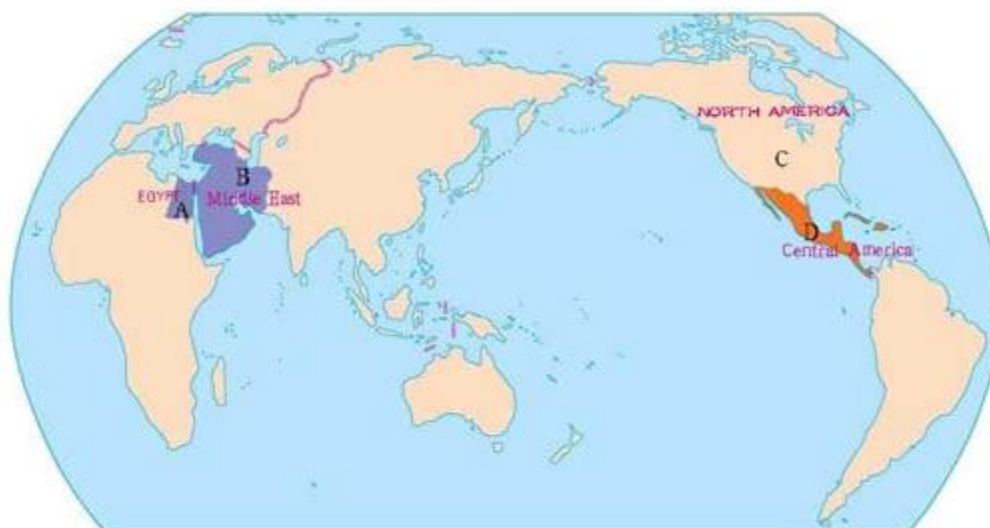 NORTH AMERICA
C
B
EGYPT
A
Middle East
D
Central America